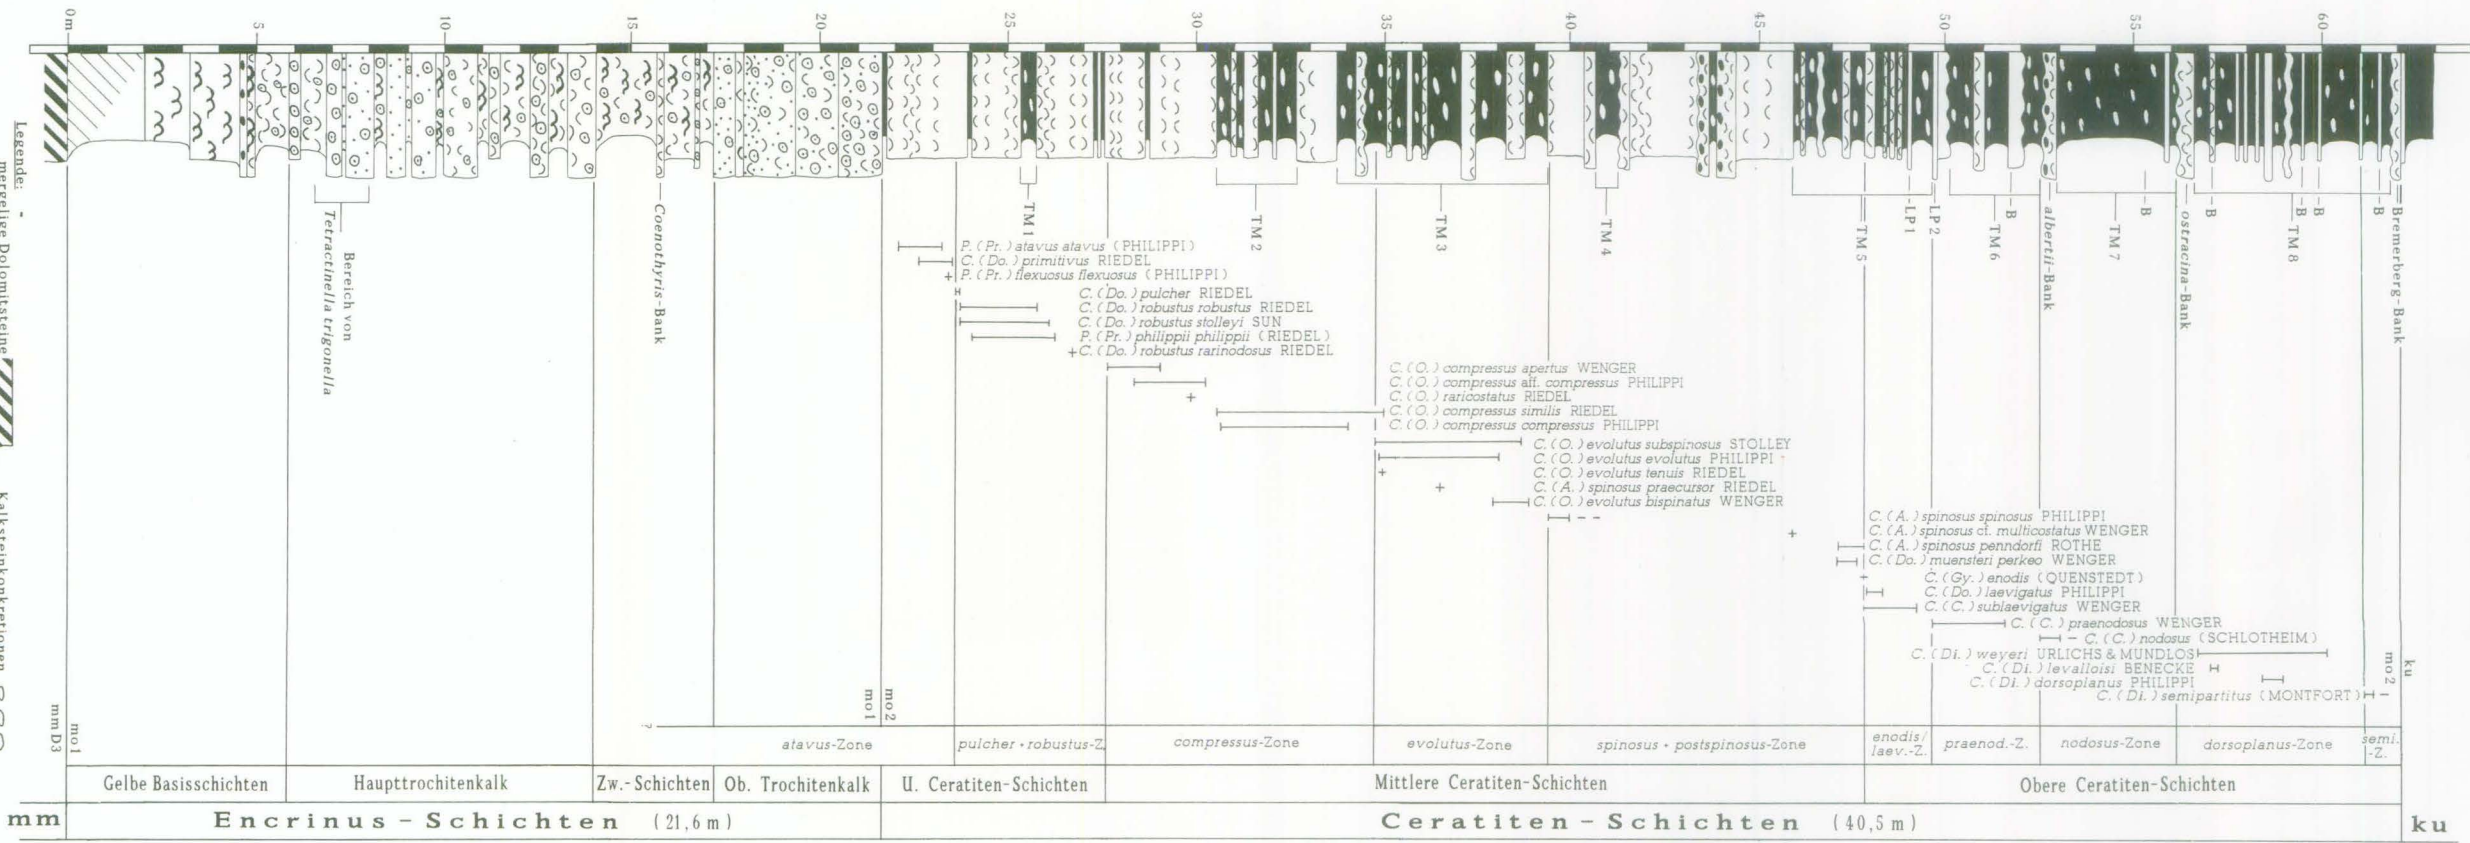 0m
5
10
15
20
25
30
35
40
45
50
55
60
Legende:
mergelige Dolomitsteine
Kalksteinkonkretionen
Bereich von
Tetractinella trigonella
Coenothyris-Bank
TM 1
TM 2
TM 3
TM 4
TM 5
LP 1
LP 2
TM 6
B
albertii-Bank
TM 7
B
ostracina-Bank
B
TM 8
B
B
B
Bremerberg-Bank
P. (Pr.) atavus atavus (PHILIPPI)
C. (Do.) primitivus RIEDEL
P. (Pr.) flexuosus flexuosus (PHILIPPI)
C. (Do.) pulcher RIEDEL
C. (Do.) robustus robustus RIEDEL
C. (Do.) robustus stolleyi SUN
P. (Pr.) philippii philippii (RIEDEL)
C. (Do.) robustus rarinodosus RIEDEL
C. (O.) compressus apertus WENGER
C. (O.) compressus aff. compressus PHILIPPI
C. (O.) raricostatus RIEDEL
C. (O.) compressus similis RIEDEL
C. (O.) compressus compressus PHILIPPI
C. (O.) evolutus subspinosus STOLLEY
C. (O.) evolutus evolutus PHILIPPI
C. (O.) evolutus tenuis RIEDEL
C. (A.) spinosus praecursor RIEDEL
C. (O.) evolutus bispinatus WENGER
C. (A.) spinosus spinosus PHILIPPI
C. (A.) spinosus cf. multicostatus WENGER
C. (A.) spinosus penndorfi ROTHE
C. (Do.) muensteri perkeo WENGER
C. (Gy.) enodis (QUENSTEDT)
C. (Do.) laevigatus PHILIPPI
C. (C.) sublaevigatus WENGER
C. (C.) praenodosus WENGER
C. (C.) nodosus (SCHLOTHEIM)
C. (Di.) weyeri URLICHS & MUNDLOS
C. (Di.) levalloisi BENECKE
C. (Di.) dorsoplanus PHILIPPI
C. (Di.) semipartitus (MONTFORT)
mm D3
mo1
mo1
mo2
mo2
ku
?
atavus-Zone
pulcher + robustus-Z.
compressus-Zone
evolutus-Zone
spinosus + postspinosus-Zone
enodis/
laev.-Z.
praenod.-Z.
nodosus-Zone
dorsoplanus-Zone
semi.
-Z.
Gelbe Basisschichten
Haupttrochitenkalk
Zw.-Schichten
Ob. Trochitenkalk
U. Ceratiten-Schichten
Mittlere Ceratiten-Schichten
Obere Ceratiten-Schichten
mm
Encrinus - Schichten (21,6 m)
Ceratiten - Schichten (40,5 m)
ku